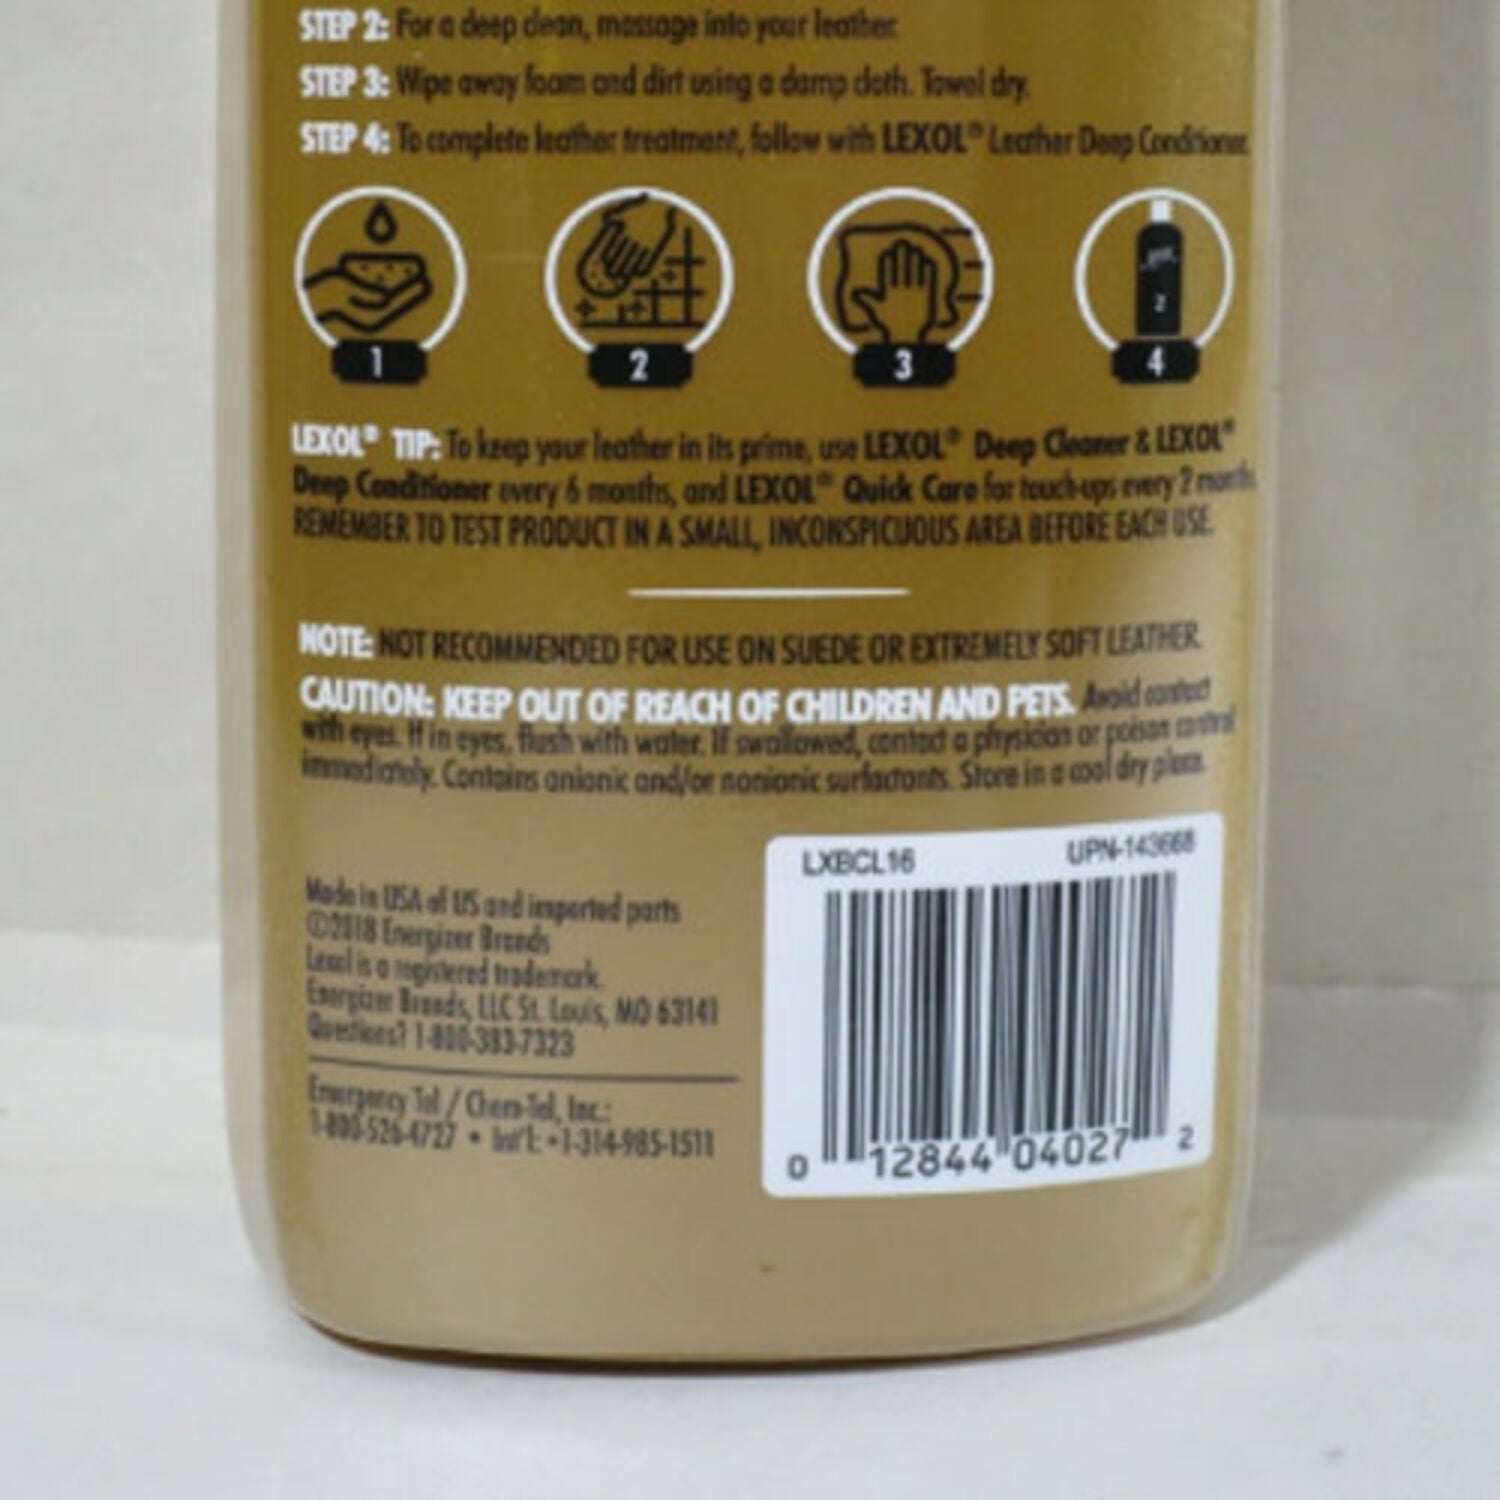 STEP 2: For a deep clean, massage into your leather.
STEP 3: Wipe away foam and dirt using a damp cloth. Towel dry.
STEP 4: To complete leather treatment, follow with LEXOL® Leather Deep Conditioner.
1
2
3
4
LEXOL® TIP: To keep your leather in its prime, use LEXOL® Deep Cleaner & LEXOL®
Deep Conditioner every 6 months, and LEXOL® Quick Care for touch-ups every 2 months.
REMEMBER TO TEST PRODUCT IN A SMALL, INCONSPICUOUS AREA BEFORE EACH USE.
NOTE: NOT RECOMMENDED FOR USE ON SUEDE OR EXTREMELY SOFT LEATHER.
CAUTION: KEEP OUT OF REACH OF CHILDREN AND PETS. Avoid contact
with eyes. If in eyes, flush with water. If swallowed, contact a physician or poison control
immediately. Contains anionic and/or nonionic surfactants. Store in a cool dry place.
LXBCL16 UPN-143668
Made in USA of US and imported parts
©2018 Energizer Brands
Lexol is a registered trademark.
Energizer Brands, LLC St. Louis, MO 63141
Questions? 1-800-383-7323
Emergency Tel / Chem-Tel, Inc.:
1-800-526-4727 • Int'l: +1-314-985-1511
0 12844 04027 2